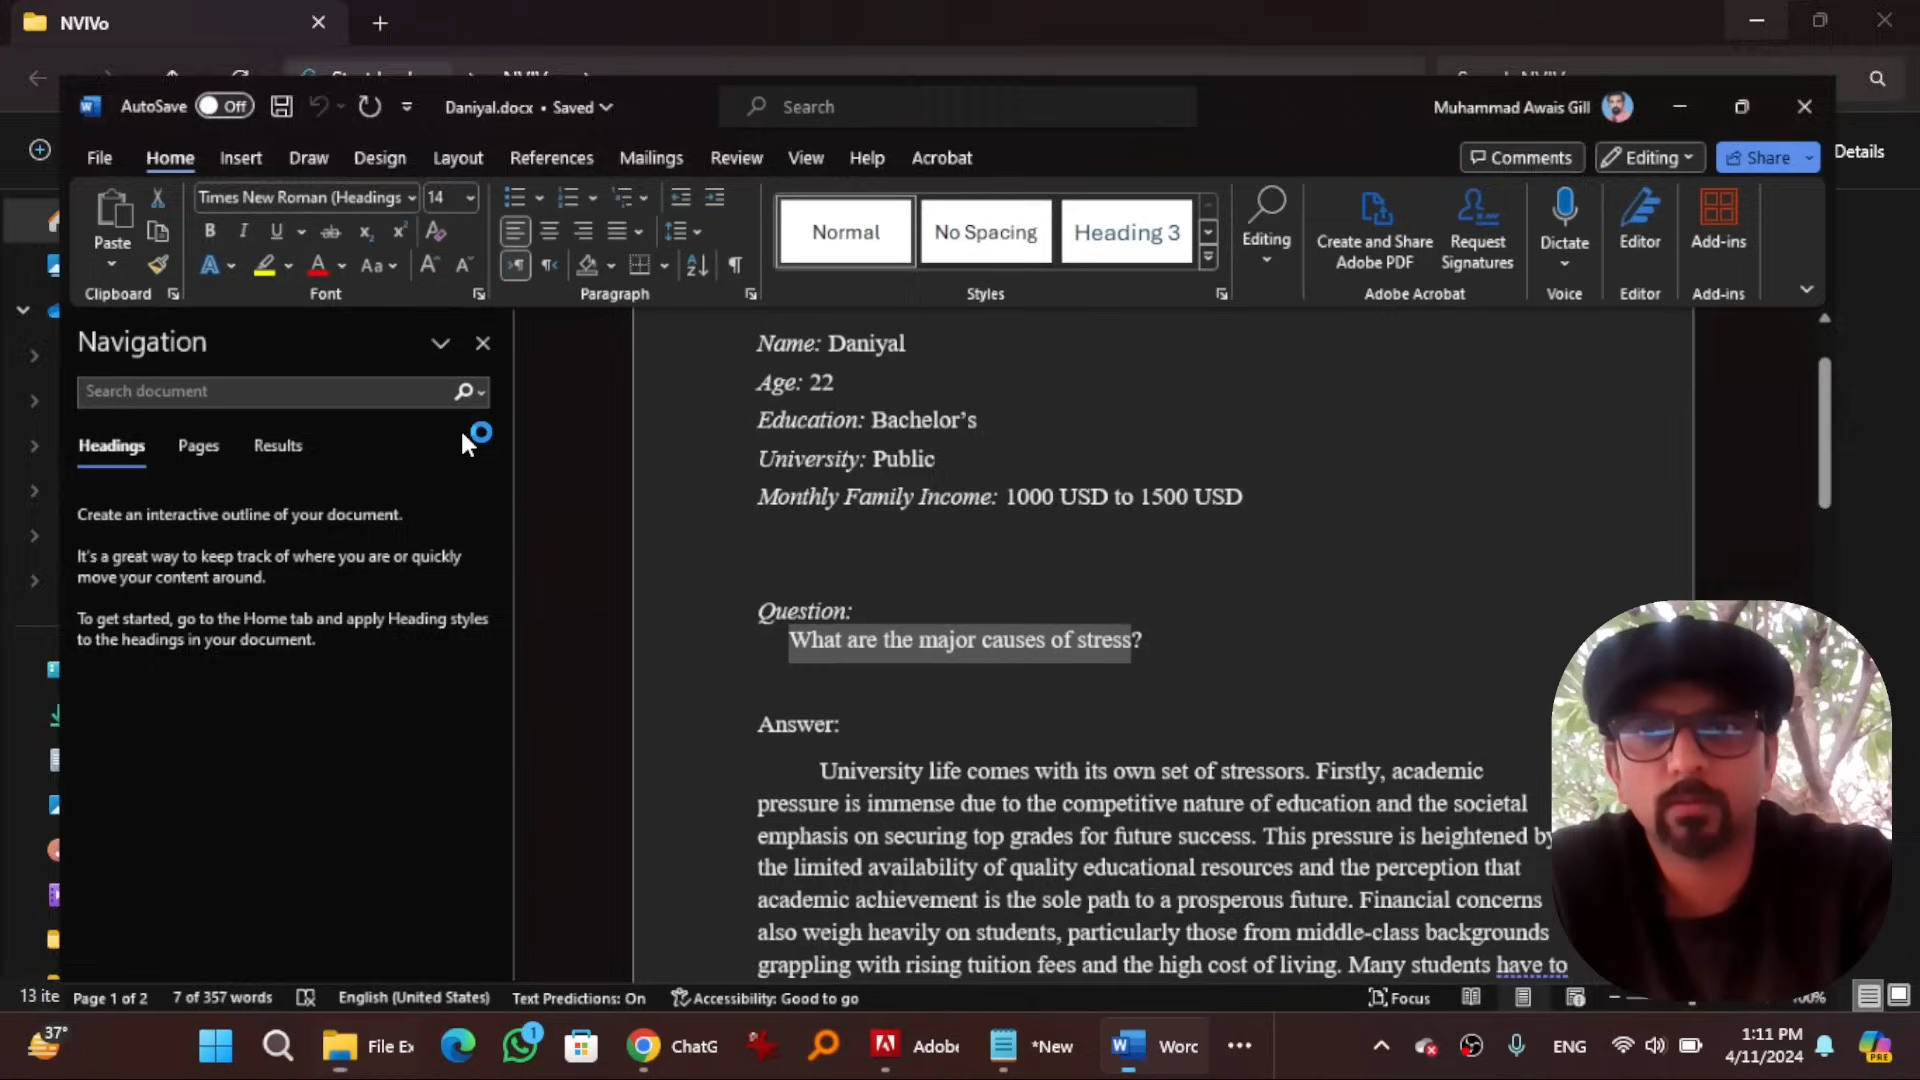 NVIVo
AutoSave Off
Daniyal.docx • Saved
Search
Muhammad Awais Gill
File Home Insert Draw Design Layout References Mailings Review View Help Acrobat
Comments Editing Share Details
Times New Roman (Headings 14
Paste
Normal No Spacing Heading 3
Editing
Create and Share Adobe PDF
Request Signatures
Dictate
Editor
Add-ins
Clipboard Font Paragraph Styles Adobe Acrobat Voice Editor Add-ins
Navigation
Search document
Headings Pages Results
Create an interactive outline of your document.
It's a great way to keep track of where you are or quickly
move your content around.
To get started, go to the Home tab and apply Heading styles
to the headings in your document.
Name: Daniyal
Age: 22
Education: Bachelor’s
University: Public
Monthly Family Income: 1000 USD to 1500 USD
Question:
What are the major causes of stress?
Answer:
University life comes with its own set of stressors. Firstly, academic
pressure is immense due to the competitive nature of education and the societal
emphasis on securing top grades for future success. This pressure is heightened by
the limited availability of quality educational resources and the perception that
academic achievement is the sole path to a prosperous future. Financial concerns
also weigh heavily on students, particularly those from middle-class backgrounds
grappling with rising tuition fees and the high cost of living. Many students have to
13 ite Page 1 of 2 7 of 357 words English (United States) Text Predictions: On Accessibility: Good to go Focus
37° File Ex 1 ChatG Adobe *New Worc ENG
1:11 PM
4/11/2024
PRE